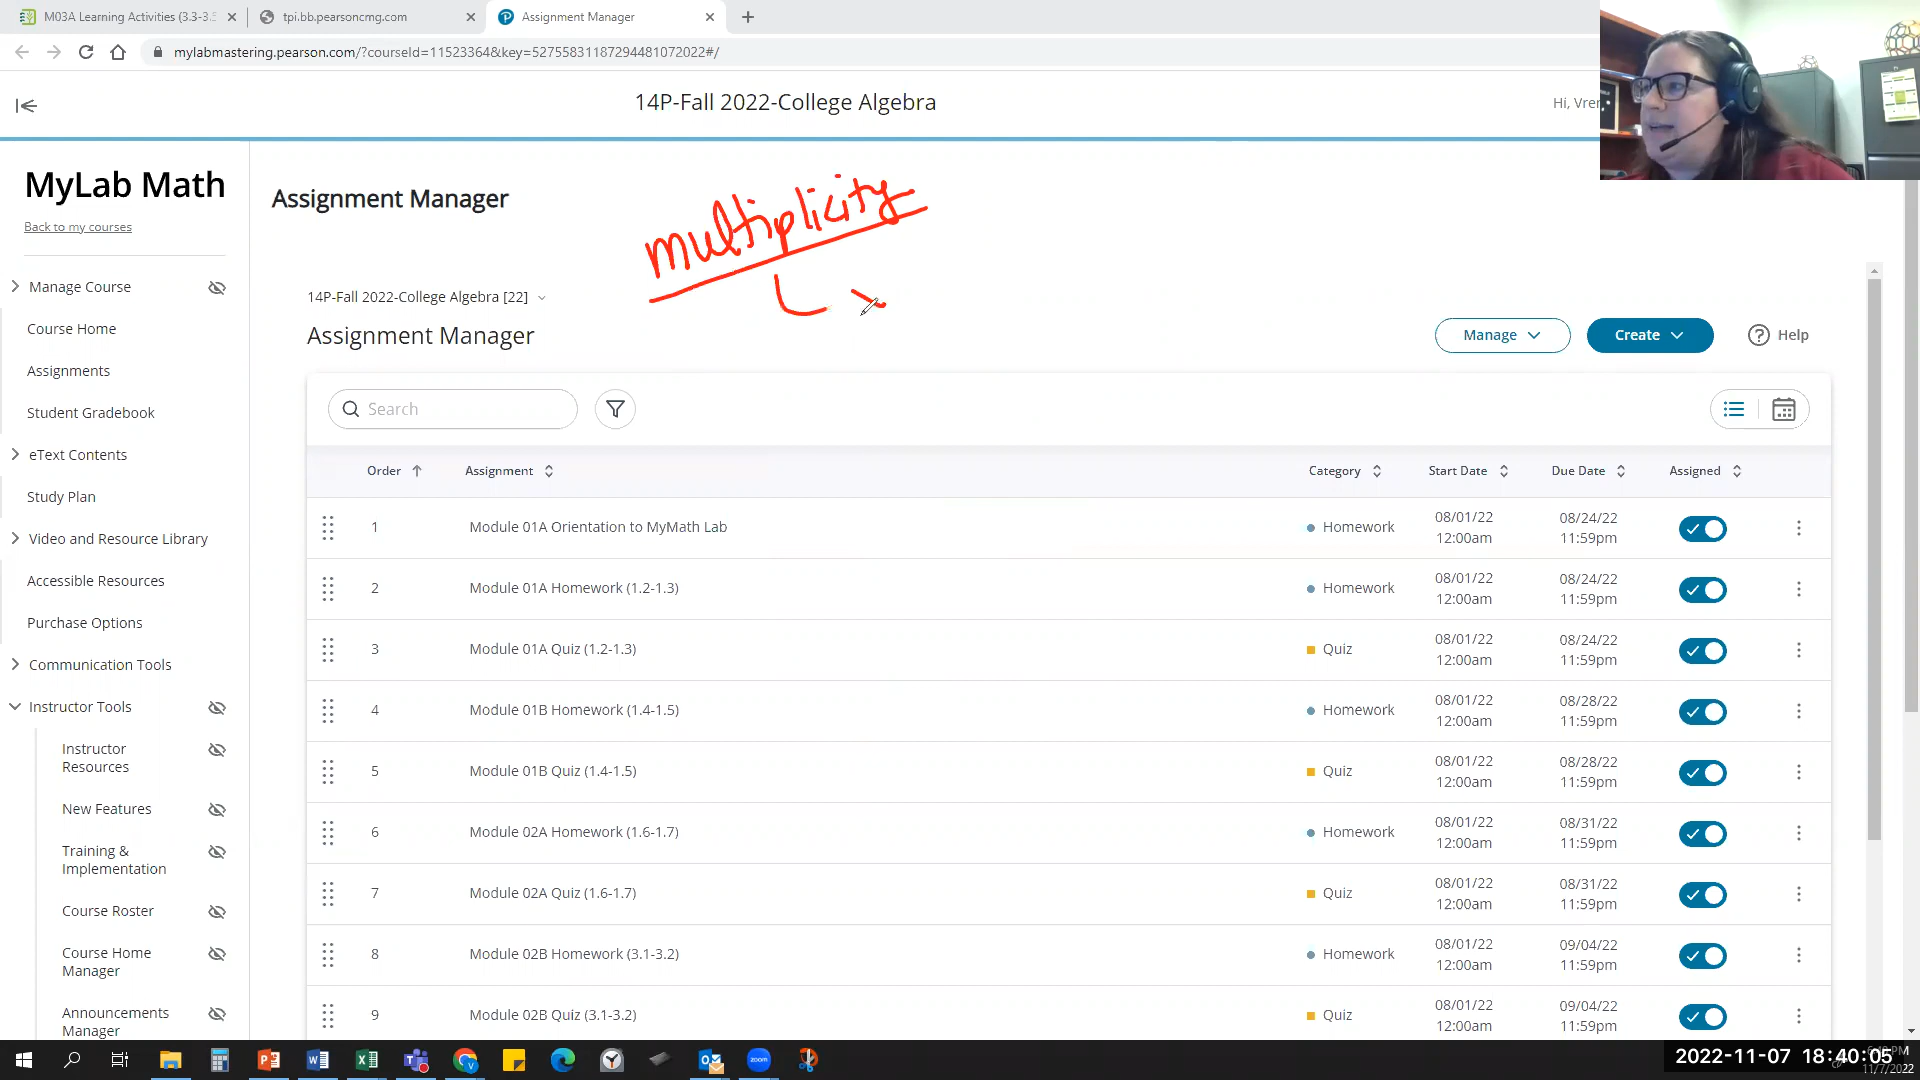 M03A Learning Activities (3.3-3.5
tpi.bb.pearsoncmg.com
Assignment Manager
mylabmastering.pearson.com/?courseId=11523364&key=52755831187294481072022#/
14P-Fall 2022-College Algebra
Hi, Vren
MyLab Math
Back to my courses
Manage Course
Course Home
Assignments
Student Gradebook
eText Contents
Study Plan
Video and Resource Library
Accessible Resources
Purchase Options
Communication Tools
Instructor Tools
Instructor
Resources
New Features
Training &
Implementation
Course Roster
Course Home
Manager
Announcements
Manager
Assignment Manager
multiplicity
14P-Fall 2022-College Algebra [22]
Assignment Manager
Manage
Create
Help
Search
Order Assignment Category Start Date Due Date Assigned
1 Module 01A Orientation to MyMath Lab Homework 08/01/22 08/24/22
12:00am 11:59pm
2 Module 01A Homework (1.2-1.3) Homework 08/01/22 08/24/22
12:00am 11:59pm
3 Module 01A Quiz (1.2-1.3) Quiz 08/01/22 08/24/22
12:00am 11:59pm
4 Module 01B Homework (1.4-1.5) Homework 08/01/22 08/28/22
12:00am 11:59pm
5 Module 01B Quiz (1.4-1.5) Quiz 08/01/22 08/28/22
12:00am 11:59pm
6 Module 02A Homework (1.6-1.7) Homework 08/01/22 08/31/22
12:00am 11:59pm
7 Module 02A Quiz (1.6-1.7) Quiz 08/01/22 08/31/22
12:00am 11:59pm
8 Module 02B Homework (3.1-3.2) Homework 08/01/22 09/04/22
12:00am 11:59pm
9 Module 02B Quiz (3.1-3.2) Quiz 08/01/22 09/04/22
12:00am 11:59pm
2022-11-07 18:40:05
11/7/2022